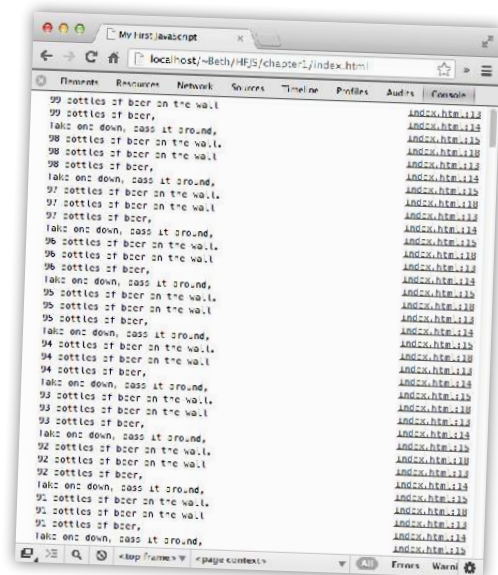 My First JavaScript
localhost/~Beth/HFJS/chapter1/index.html
Elements Resources Network Sources Timeline Profiles Audits Console
99 bottles of beer on the wall index.html:13
99 bottles of beer, index.html:14
Take one down, pass it around, index.html:15
98 bottles of beer on the wall. index.html:18
98 bottles of beer on the wall index.html:13
98 bottles of beer, index.html:14
Take one down, pass it around, index.html:15
97 bottles of beer on the wall. index.html:18
97 bottles of beer on the wall index.html:13
97 bottles of beer, index.html:14
Take one down, pass it around, index.html:15
96 bottles of beer on the wall. index.html:18
96 bottles of beer on the wall index.html:13
96 bottles of beer, index.html:14
Take one down, pass it around, index.html:15
95 bottles of beer on the wall. index.html:18
95 bottles of beer on the wall index.html:13
95 bottles of beer, index.html:14
Take one down, pass it around, index.html:15
94 bottles of beer on the wall. index.html:18
94 bottles of beer on the wall index.html:13
94 bottles of beer, index.html:14
Take one down, pass it around, index.html:15
93 bottles of beer on the wall. index.html:18
93 bottles of beer on the wall index.html:13
93 bottles of beer, index.html:14
Take one down, pass it around, index.html:15
92 bottles of beer on the wall. index.html:18
92 bottles of beer on the wall index.html:13
92 bottles of beer, index.html:14
Take one down, pass it around, index.html:15
91 bottles of beer on the wall. index.html:18
91 bottles of beer on the wall index.html:13
91 bottles of beer, index.html:14
Take one down, pass it around, index.html:15
<top frame> <page context> All Errors Warni